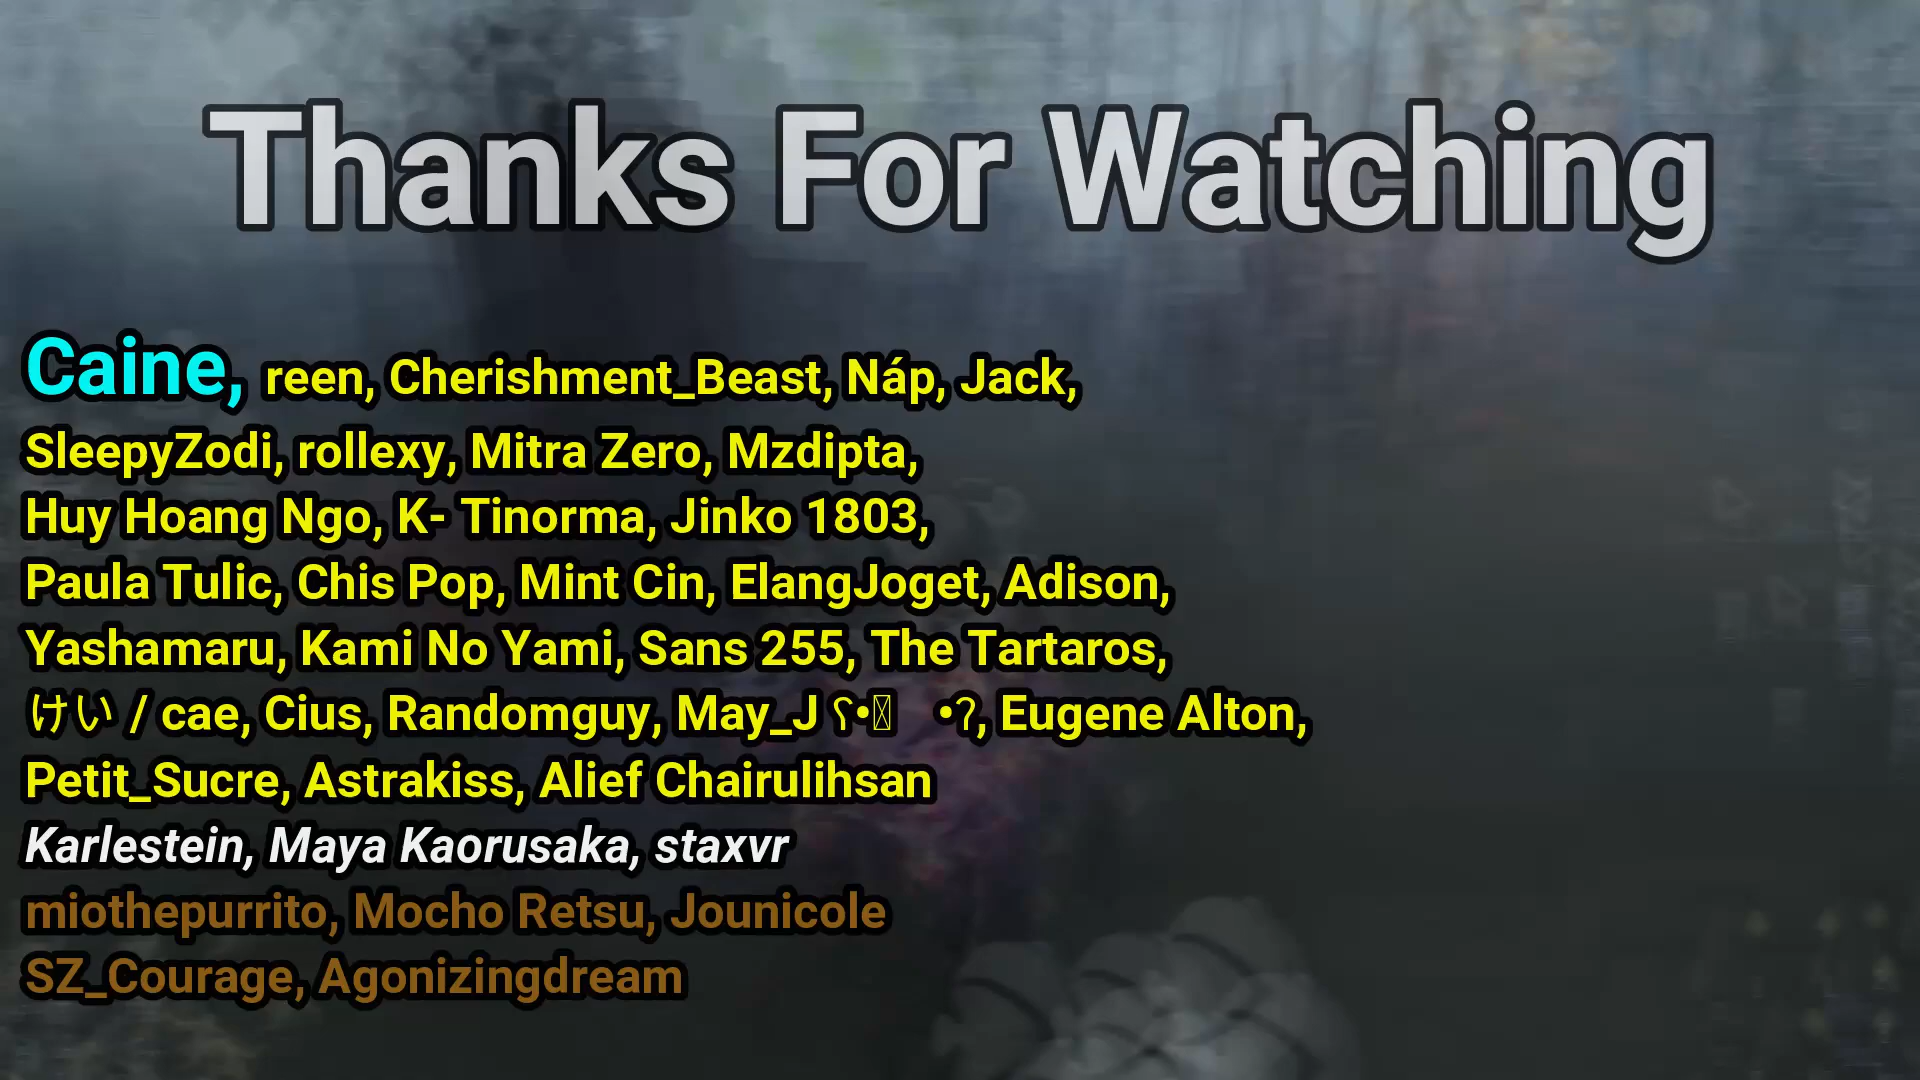 Thanks For Watching
Caine, reen, Cherishment_Beast, Náp, Jack,
SleepyZodi, rollexy, Mitra Zero, Mzdipta,
Huy Hoang Ngo, K- Tinorma, Jinko 1803,
Paula Tulic, Chis Pop, Mint Cin, ElangJoget, Adison,
Yashamaru, Kami No Yami, Sans 255, The Tartaros,
けい / cae, Cius, Randomguy, May_J ʕ• •ʔ, Eugene Alton,
Petit_Sucre, Astrakiss, Alief Chairulihsan
Karlestein, Maya Kaorusaka, staxvr
miothepurrito, Mocho Retsu, Jounicole
SZ_Courage, Agonizingdream